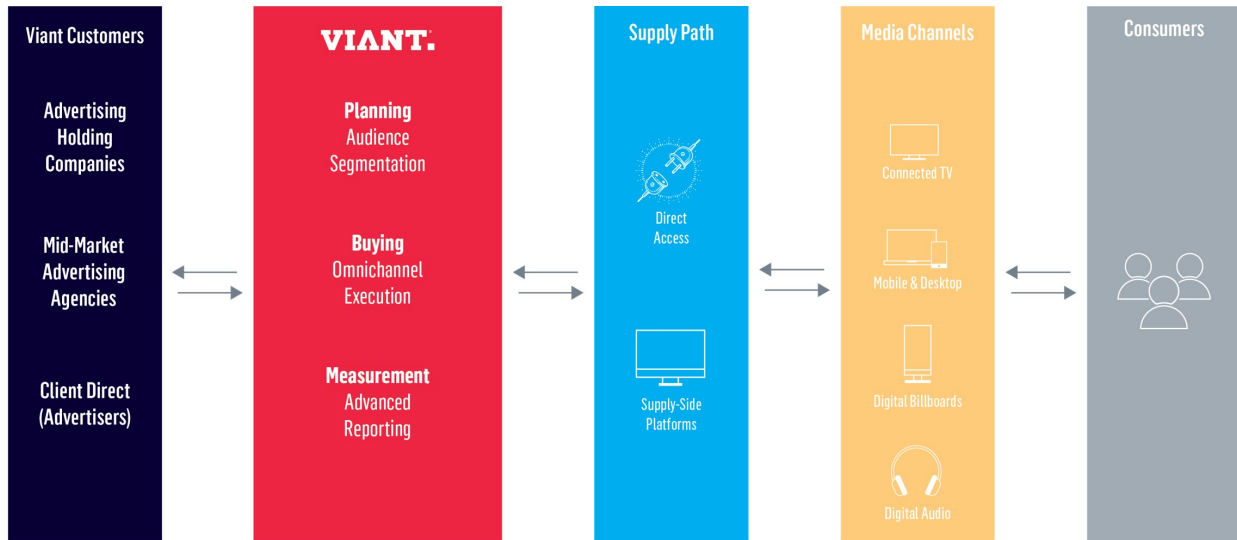 Viant Customers
Advertising
Holding
Companies
Mid-Market
Advertising
Agencies
Client Direct
(Advertisers)
VIANT.
Planning
Audience
Segmentation
Buying
Omnichannel
Execution
Measurement
Advanced
Reporting
Supply Path
Direct
Access
Supply-Side
Platforms
Media Channels
Connected TV
Mobile & Desktop
Digital Billboards
Digital Audio
Consumers